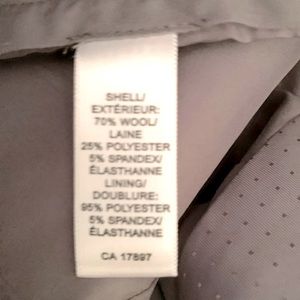 SHELL/
EXTÉRIEUR:
70% WOOL/
LAINE
25% POLYESTER
5% SPANDEX/
ÉLASTHANNE
LINING/
DOUBLURE:
95% POLYESTER
5% SPANDEX/
ÉLASTHANNE
CA 17897